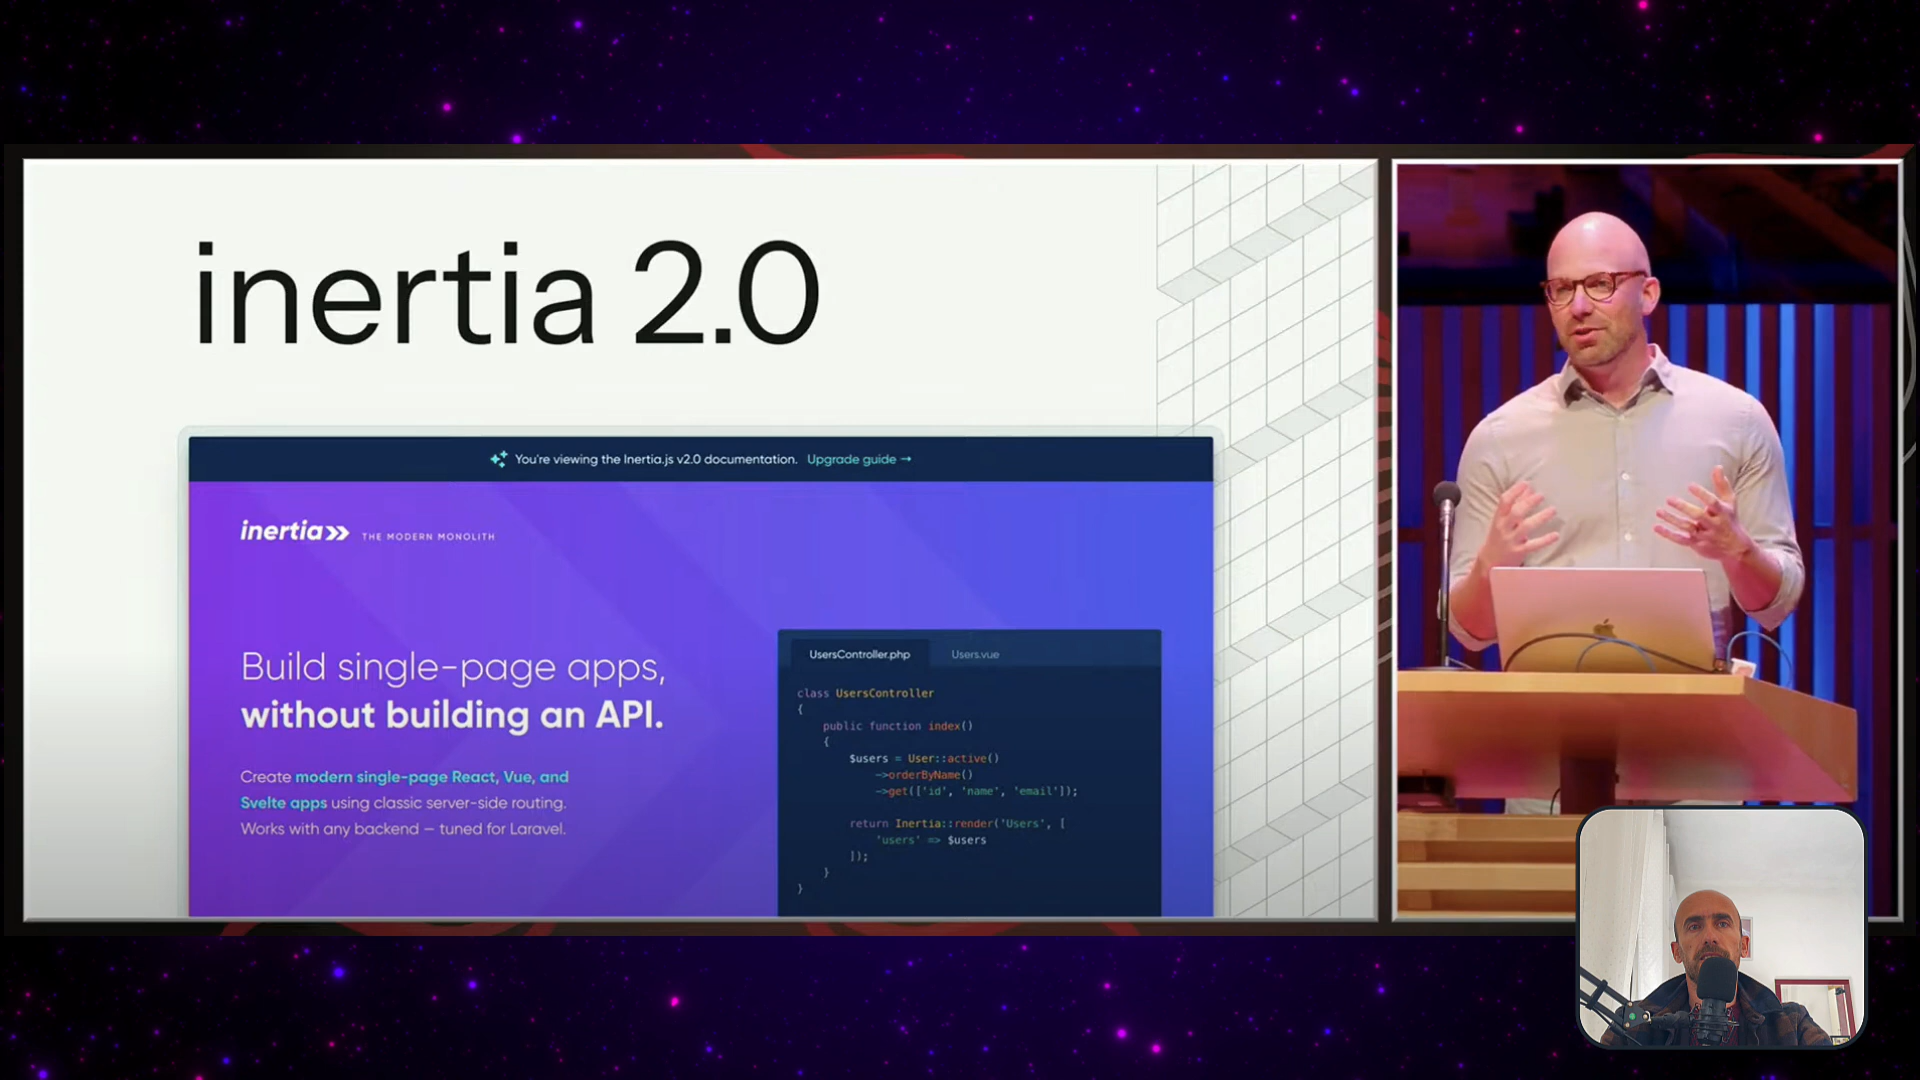 inertia 2.0
You're viewing the Inertia.js v2.0 documentation. Upgrade guide →
inertia THE MODERN MONOLITH
Build single-page apps,
without building an API.
Create modern single-page React, Vue, and
Svelte apps using classic server-side routing.
Works with any backend – tuned for Laravel.
UsersController.php Users.vue
class UsersController
{
public function index()
{
$users = User::active()
->orderByName()
->get(['id', 'name', 'email']);
return Inertia::render('Users', [
'users' => $users
]);
}
}